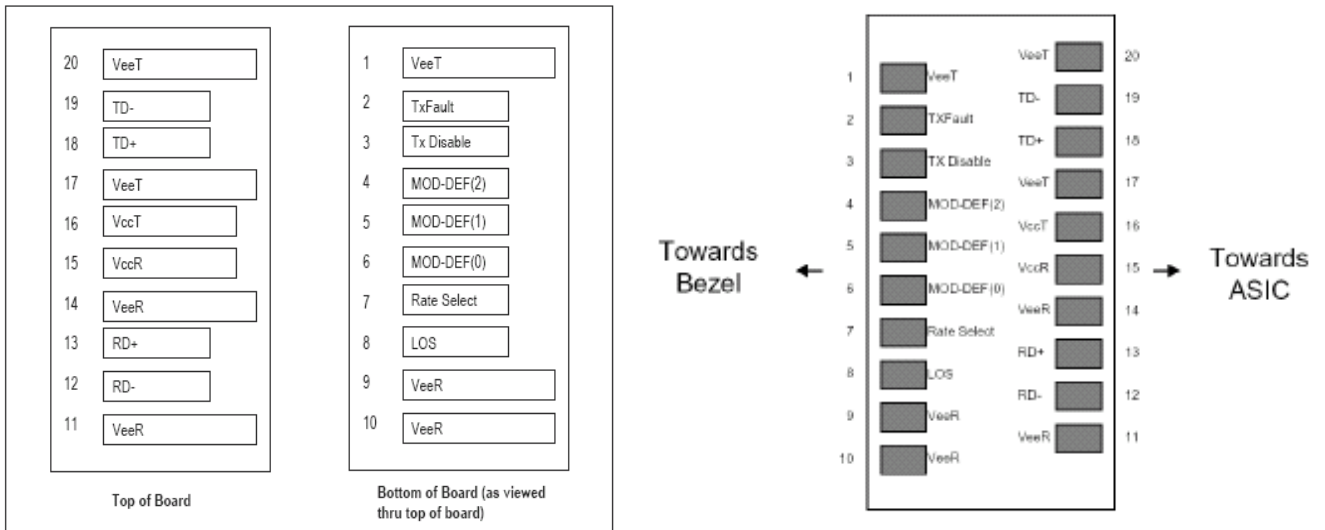 20 VeeT
19 TD-
18 TD+
17 VeeT
16 VccT
15 VccR
14 VeeR
13 RD+
12 RD-
11 VeeR
Top of Board
1 VeeT
2 TxFault
3 Tx Disable
4 MOD-DEF(2)
5 MOD-DEF(1)
6 MOD-DEF(0)
7 Rate Select
8 LOS
9 VeeR
10 VeeR
Bottom of Board (as viewed
thru top of board)
Towards
Bezel
1 VeeT
2 TXFault
3 TX Disable
4 MOD-DEF(2)
5 MOD-DEF(1)
6 MOD-DEF(0)
7 Rate Select
8 LOS
9 VeeR
10 VeeR
VeeT 20
TD- 19
TD+ 18
VeeT 17
VccT 16
VccR 15
VeeR 14
RD+ 13
RD- 12
VeeR 11
Towards
ASIC